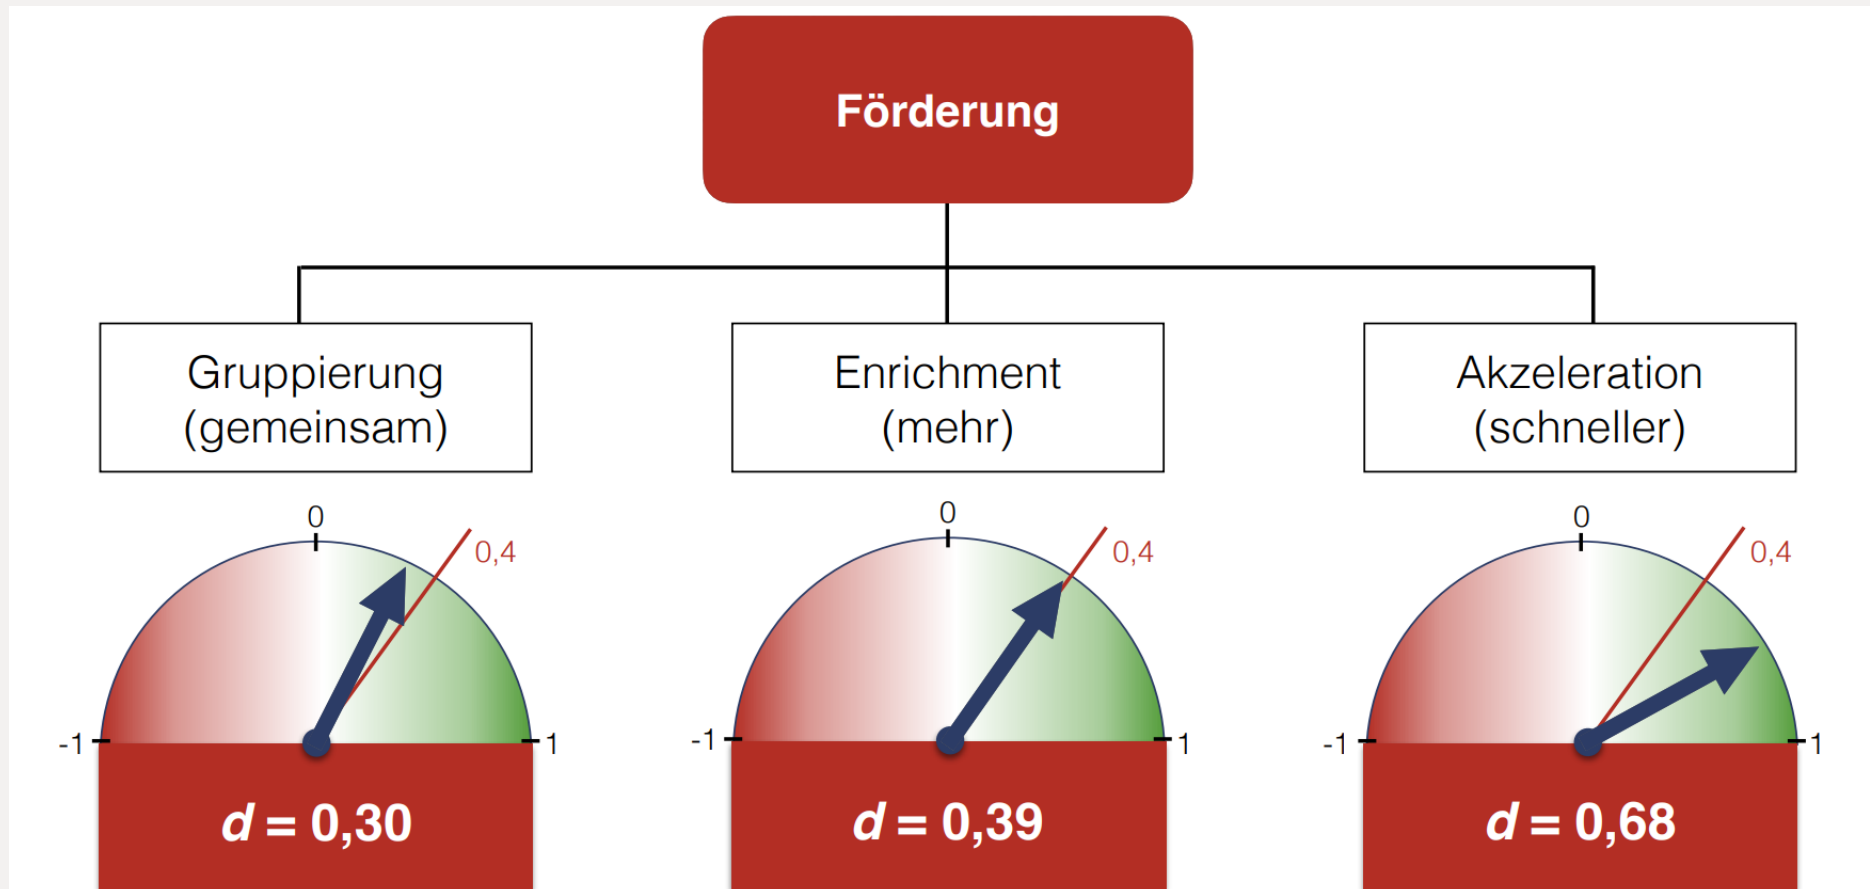 Förderung
Gruppierung
(gemeinsam)
Enrichment
(mehr)
Akzeleration
(schneller)
0
0,4
-1
1
0
0,4
-1
1
0
0,4
-1
1
d = 0,30
d = 0,39
d = 0,68